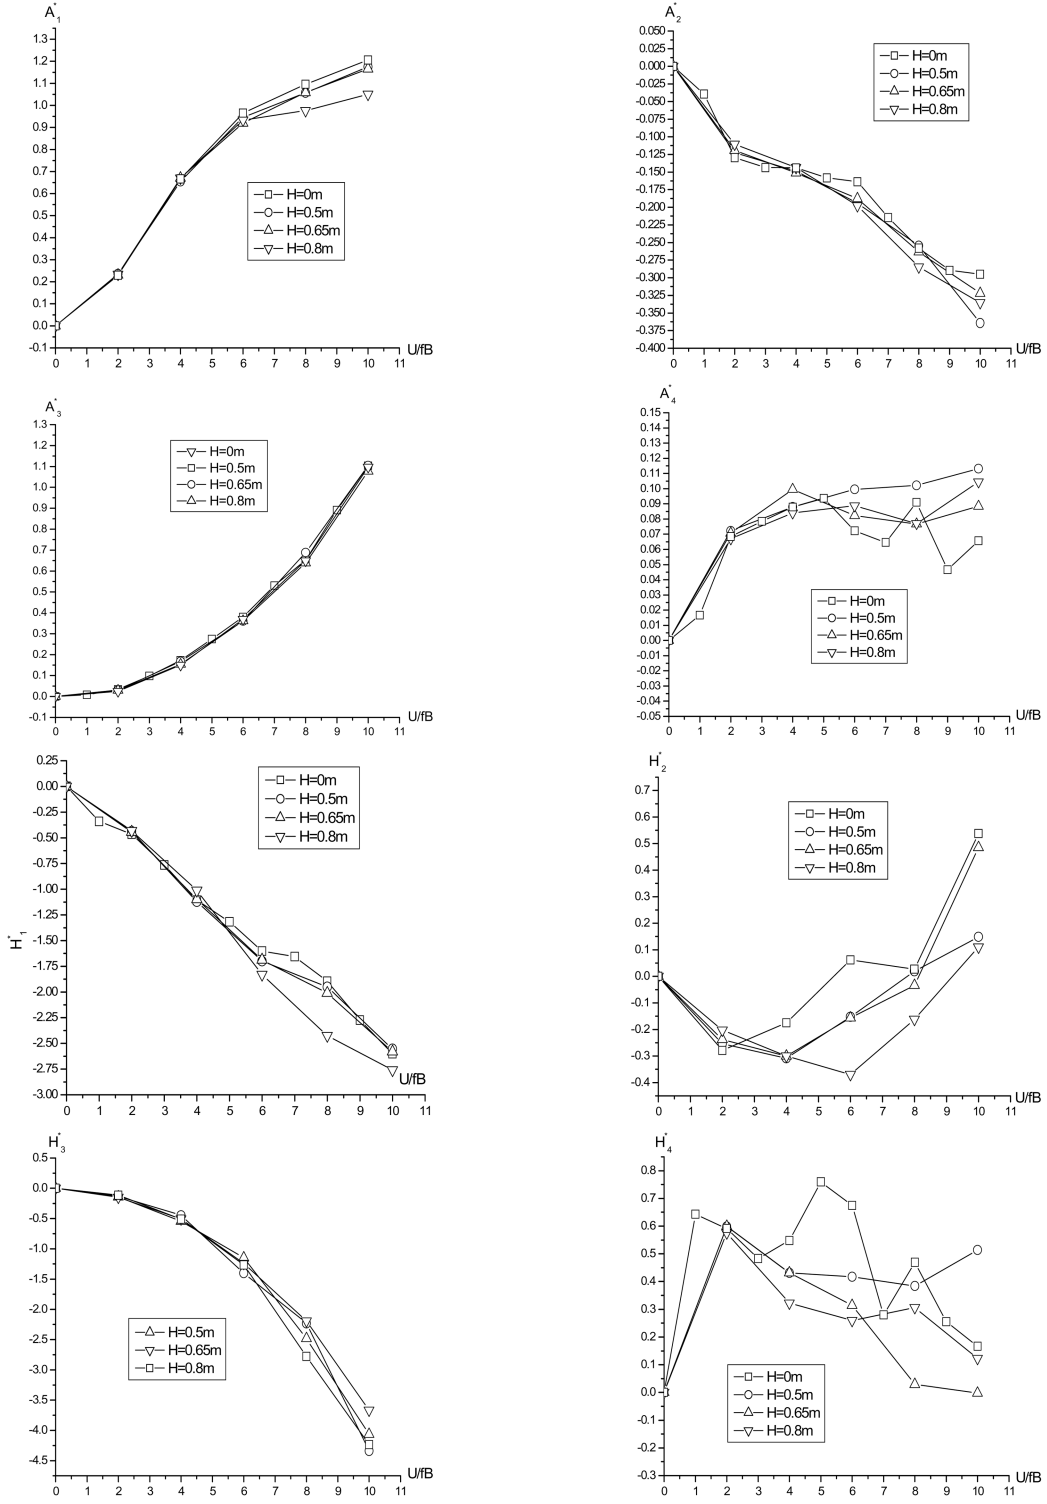 A*1
1.3
1.2
1.1
1.0
0.9
0.8
0.7
0.6
0.5
0.4
0.3
0.2
0.1
0.0
-0.1
H=0m
H=0.5m
H=0.65m
H=0.8m
0 1 2 3 4 5 6 7 8 9 10 11
U/fB
A*2
0.050
0.025
0.000
-0.025
-0.050
-0.075
-0.100
-0.125
-0.150
-0.175
-0.200
-0.225
-0.250
-0.275
-0.300
-0.325
-0.350
-0.375
-0.400
H=0m
H=0.5m
H=0.65m
H=0.8m
0 1 2 3 4 5 6 7 8 9 10 11
U/fB
A*3
1.3
1.2
1.1
1.0
0.9
0.8
0.7
0.6
0.5
0.4
0.3
0.2
0.1
0.0
-0.1
H=0m
H=0.5m
H=0.65m
H=0.8m
0 1 2 3 4 5 6 7 8 9 10 11
U/fB
A*4
0.15
0.14
0.13
0.12
0.11
0.10
0.09
0.08
0.07
0.06
0.05
0.04
0.03
0.02
0.01
0.00
-0.01
-0.02
-0.03
-0.04
-0.05
H=0m
H=0.5m
H=0.65m
H=0.8m
0 1 2 3 4 5 6 7 8 9 10 11
U/fB
H*1
0.25
0.00
-0.25
-0.50
-0.75
-1.00
-1.25
-1.50
-1.75
-2.00
-2.25
-2.50
-2.75
-3.00
H=0m
H=0.5m
H=0.65m
H=0.8m
0 1 2 3 4 5 6 7 8 9 10 11
U/fB
H*2
0.7
0.6
0.5
0.4
0.3
0.2
0.1
0.0
-0.1
-0.2
-0.3
-0.4
H=0m
H=0.5m
H=0.65m
H=0.8m
0 1 2 3 4 5 6 7 8 9 10 11
U/fB
H*3
0.5
0.0
-0.5
-1.0
-1.5
-2.0
-2.5
-3.0
-3.5
-4.0
-4.5
H=0.5m
H=0.65m
H=0.8m
0 1 2 3 4 5 6 7 8 9 10 11
U/fB
H*4
0.8
0.7
0.6
0.5
0.4
0.3
0.2
0.1
0.0
-0.1
-0.2
-0.3
H=0m
H=0.5m
H=0.65m
H=0.8m
0 1 2 3 4 5 6 7 8 9 10 11
U/fB